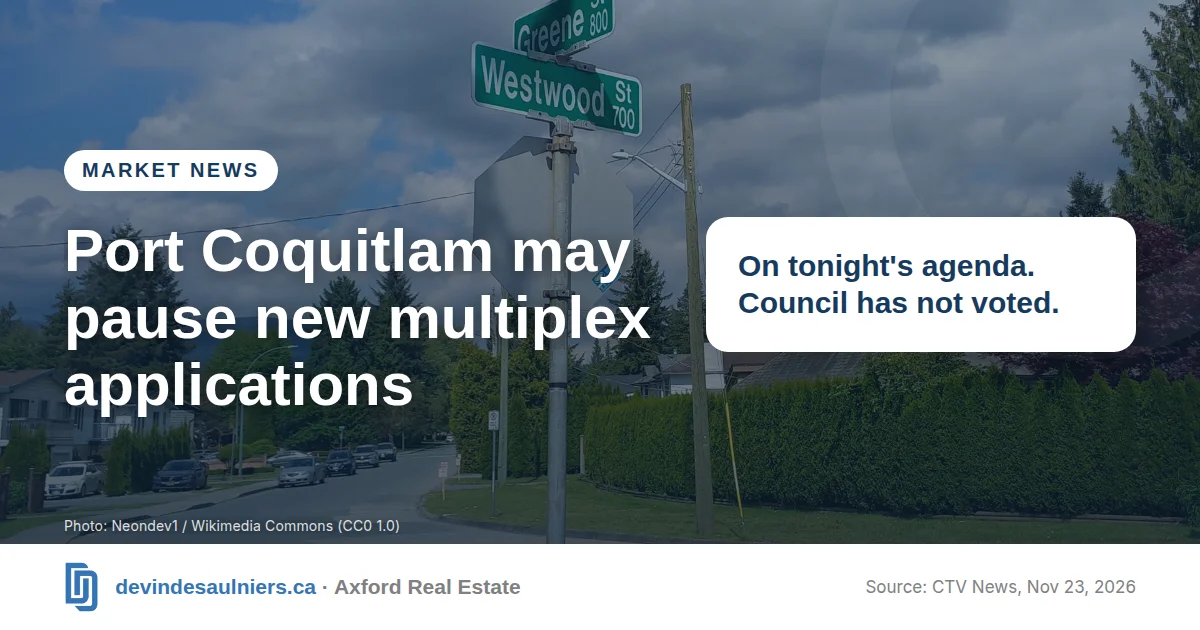 Greene St
800
Westwood St
700
MARKET NEWS
Port Coquitlam may
pause new multiplex
applications
On tonight's agenda.
Council has not voted.
Photo: Neondev1 / Wikimedia Commons (CC0 1.0)
devindesaulniers.ca · Axford Real Estate
Source: CTV News, Nov 23, 2026